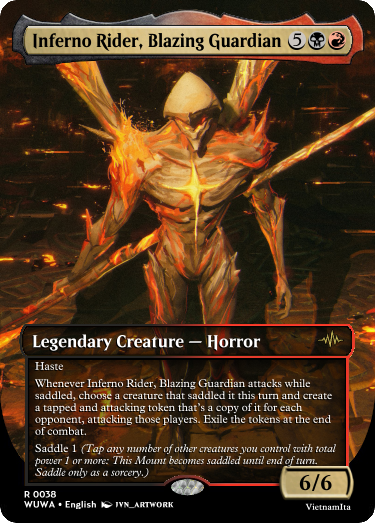 Inferno Rider, Blazing Guardian 5
Legendary Creature — Horror
Haste
Whenever Inferno Rider, Blazing Guardian attacks while
saddled, choose a creature that saddled it this turn and create
a tapped and attacking token that's a copy of it for each
opponent, attacking those players. Exile the tokens at the end
of combat.
Saddle 1 (Tap any number of other creatures you control with total
power 1 or more: This Mount becomes saddled until end of turn.
Saddle only as a sorcery.)
6/6
R 0038
WUWA • English JVN_ARTWORK
VietnamIta